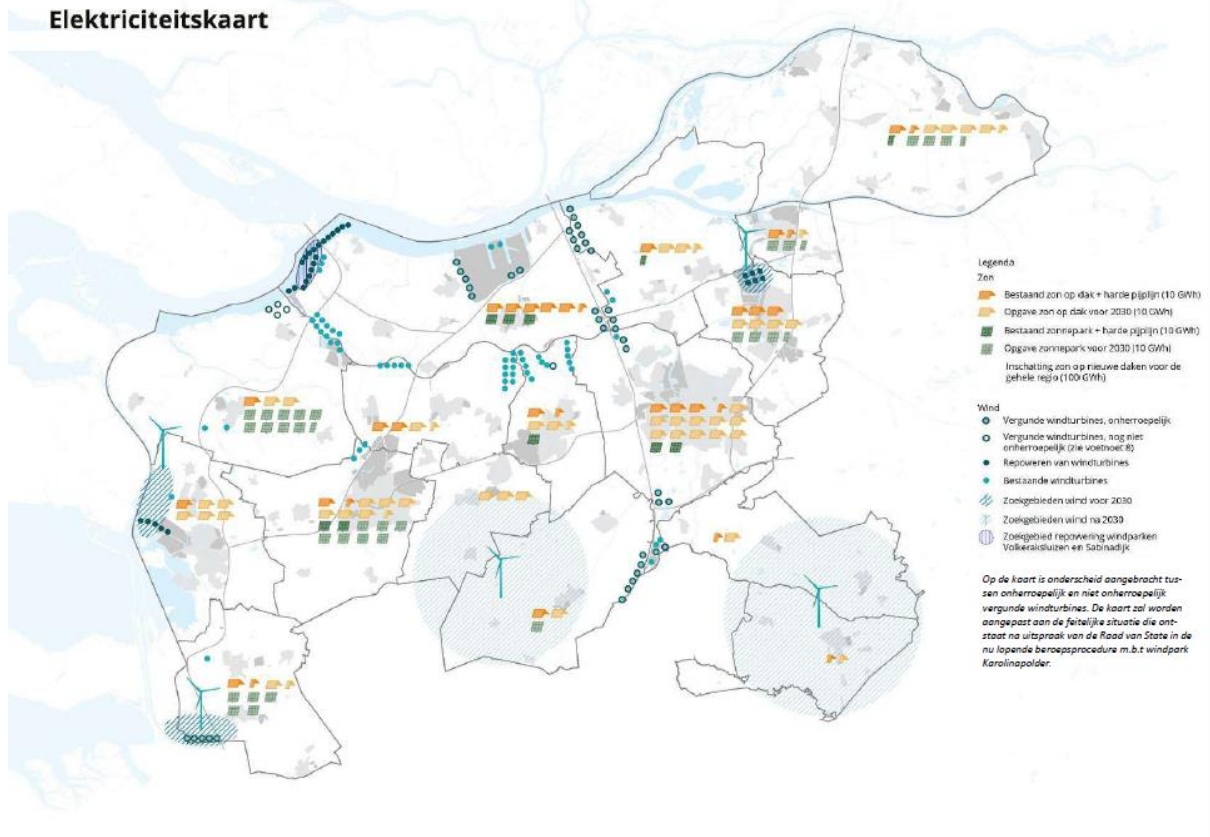 Elektriciteitskaart
Legenda
Zon
Bestaand zon op dak + harde pijplijn (10 GWh)
Opgave zon op dak voor 2030 (10 GWh)
Bestaand zonnepark + harde pijplijn (10 GWh)
Opgave zonnepark voor 2030 (10 GWh)
Inschatting zon op nieuwe daken voor de
gehele regio (100 GWh)
Wind
Vergunde windturbines, onherroepelijk
Vergunde windturbines, nog niet
onherroepelijk (zie voetnoet 8)
Repoweren van windturbines
Bestaande windturbines
Zoekgebieden wind voor 2030
Zoekgebieden wind na 2030
Zoekgebied repowering windparken
Volkeraksluizen en Sabinadijk
Op de kaart is onderscheid aangebracht tus-
sen onherroepelijk en niet onherroepelijk
vergunde windturbines. De kaart zal worden
aangepast aan de feitelijke situatie die ont-
staat na uitspraak van de Raad van State in de
nu lopende beroepsprocedure m.b.t windpark
Karolinapolder.